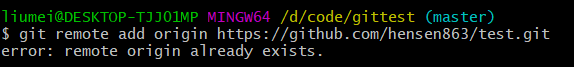 liumei@DESKTOP-TJJO1MP MINGW64 /d/code/gittest (master)
$ git remote add origin https://github.com/hensen863/test.git
error: remote origin already exists.